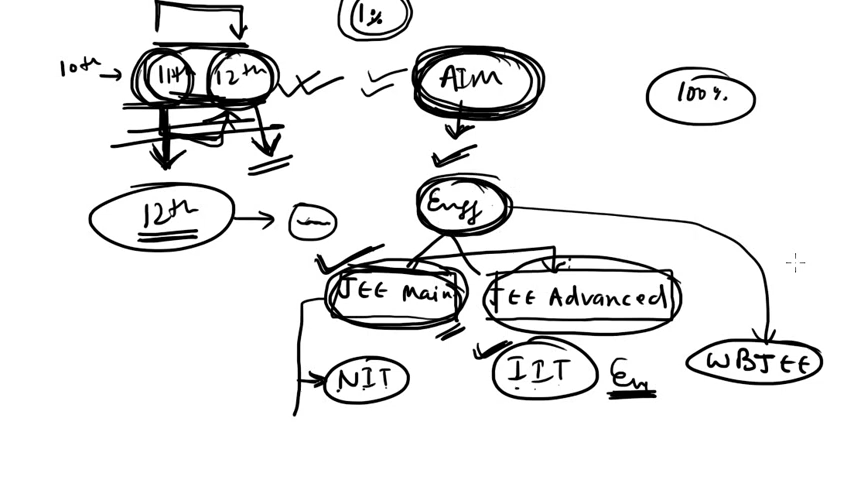 1%
10th → 11th 12th
AIM
100%
12th →
Engg
JEE Main
JEE Advanced
NIT
IIT
WBJEE